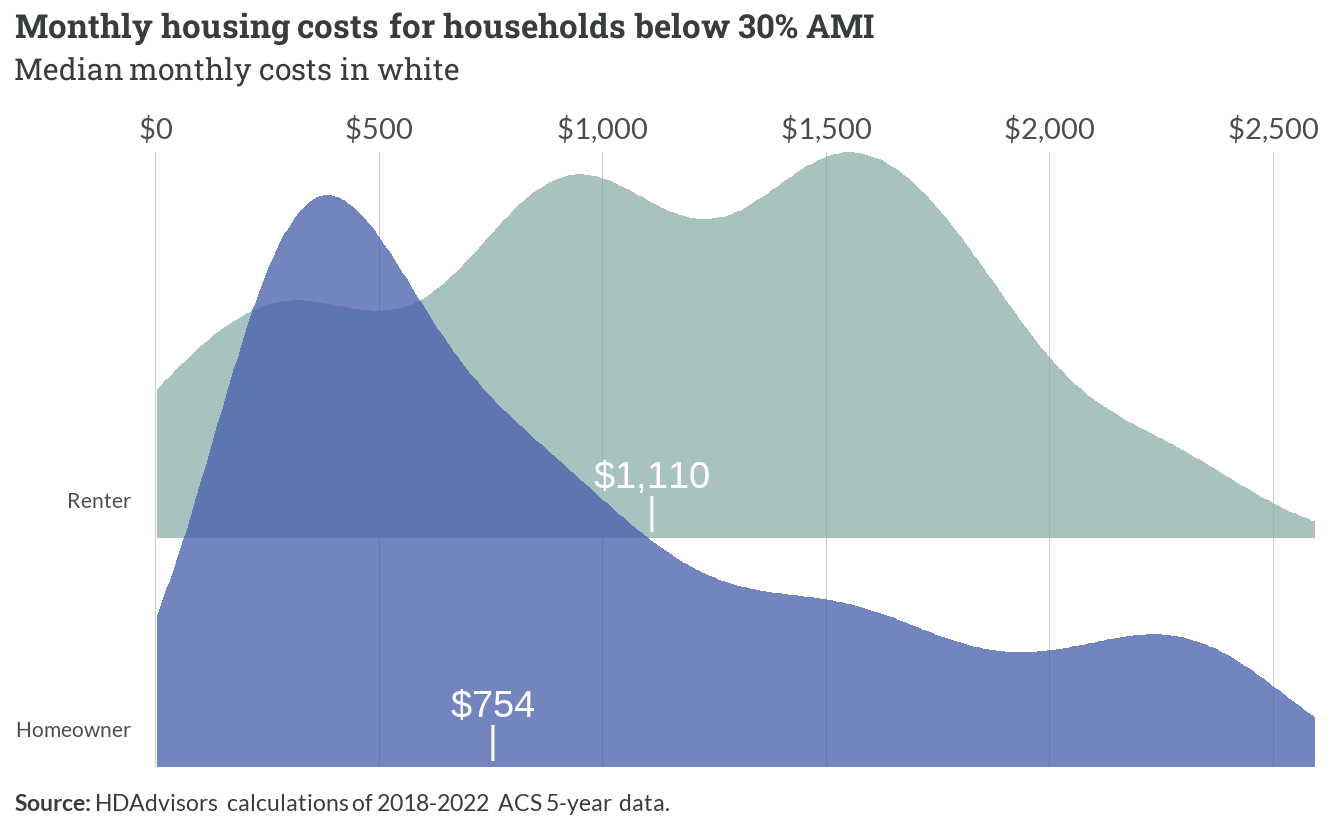 Monthly housing costs for households below 30% AMI
Median monthly costs in white
$0 $500 $1,000 $1,500 $2,000 $2,500
$1,110
Renter
$754
Homeowner
Source: HDAdvisors calculations of 2018-2022 ACS 5-year data.